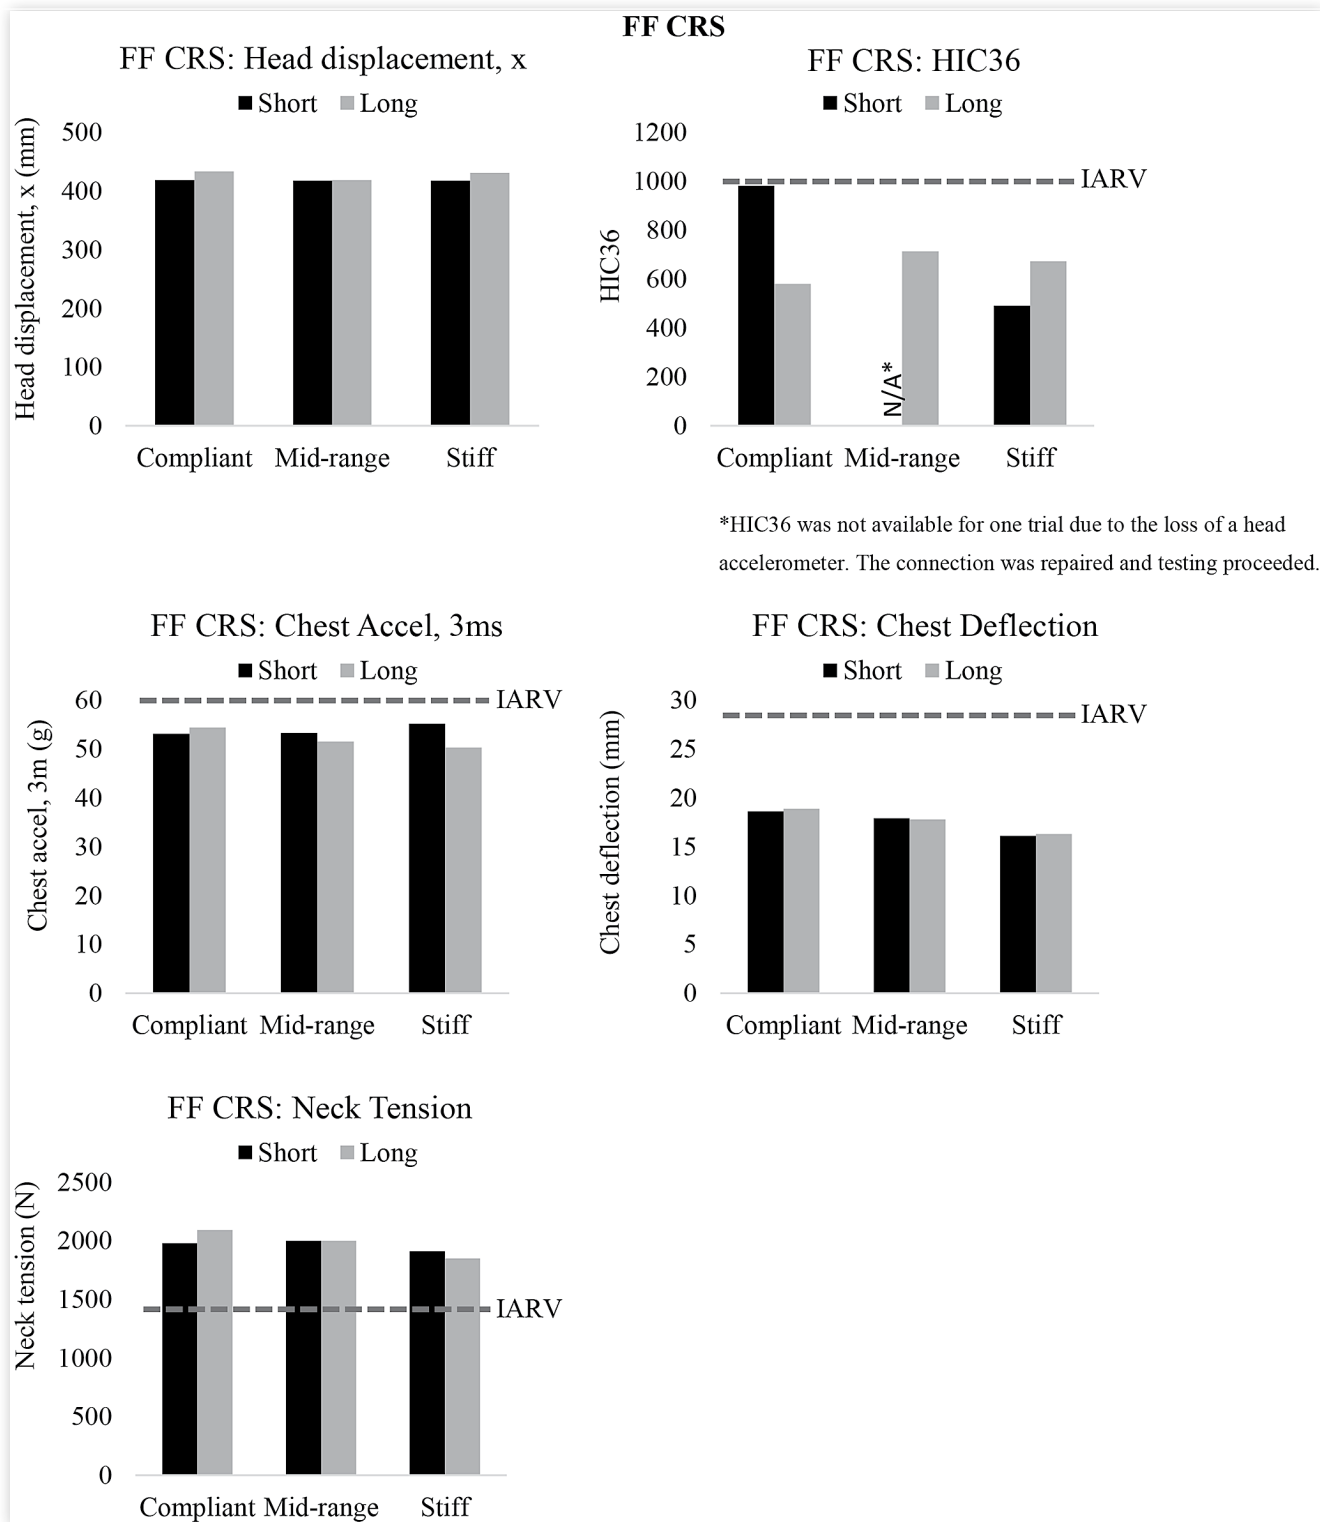 FF CRS
FF CRS: Head displacement, x
Short Long
Head displacement, x (mm)
500
400
300
200
100
0
Compliant Mid-range Stiff
FF CRS: HIC36
Short Long
HIC36
1200
1000
800
600
400
200
0
IARV
N/A*
Compliant Mid-range Stiff
*HIC36 was not available for one trial due to the loss of a head
accelerometer. The connection was repaired and testing proceeded.
FF CRS: Chest Accel, 3ms
Short Long
Chest accel, 3m (g)
60
50
40
30
20
10
0
IARV
Compliant Mid-range Stiff
FF CRS: Chest Deflection
Short Long
Chest deflection (mm)
30
25
20
15
10
5
0
IARV
Compliant Mid-range Stiff
FF CRS: Neck Tension
Short Long
Neck tension (N)
2500
2000
1500
1000
500
0
IARV
Compliant Mid-range Stiff